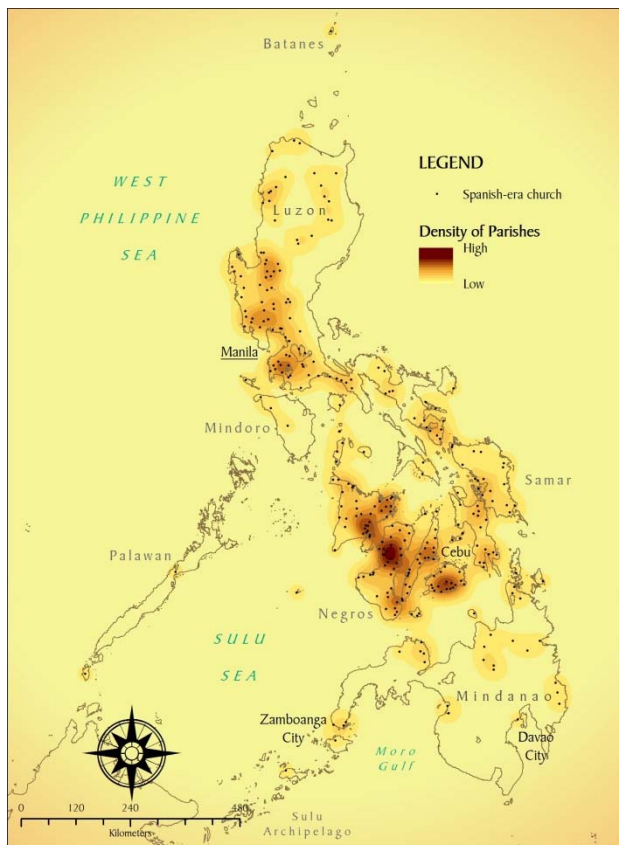 Batanes
WEST
PHILIPPINE
SEA
Luzon
LEGEND
Spanish-era church
Density of Parishes
High
Low
Manila
Mindoro
Samar
Palawan
Cebu
Negros
SULU
SEA
Mindanao
Zamboanga
City
Davao
City
Moro
Gulf
0 120 240 360 480
Kilometers
Sulu
Archipelago